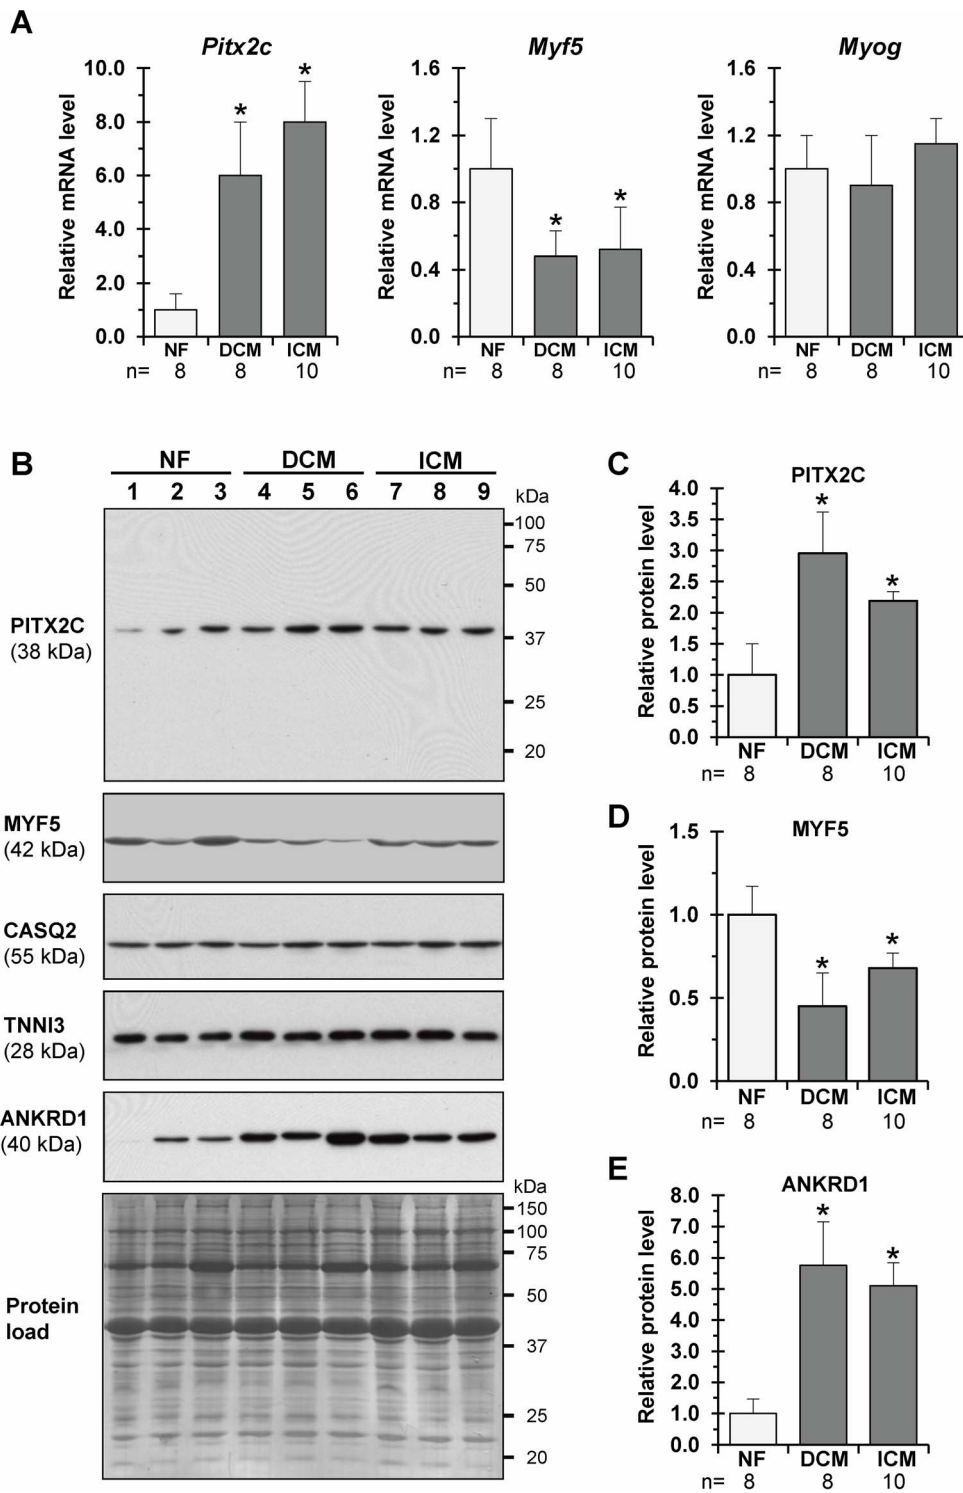 A
Pitx2c
Myf5
Myog
Relative mRNA level
10.0
8.0
6.0
4.0
2.0
0.0
NF DCM ICM
n= 8 8 10
Relative mRNA level
1.6
1.2
0.8
0.4
0.0
NF DCM ICM
n= 8 8 10
Relative mRNA level
1.6
1.2
0.8
0.4
0.0
NF DCM ICM
n= 8 8 10
* *
* *
B
NF DCM ICM
1 2 3 4 5 6 7 8 9
kDa
100
75
50
37
25
20
PITX2C
(38 kDa)
MYF5
(42 kDa)
CASQ2
(55 kDa)
TNNI3
(28 kDa)
ANKRD1
(40 kDa)
Protein
load
kDa
150
100
75
50
37
25
20
C
PITX2C
Relative protein level
4.0
3.5
3.0
2.5
2.0
1.5
1.0
0.5
0.0
* *
NF DCM ICM
n= 8 8 10
D
MYF5
Relative protein level
1.5
1.0
0.5
0.0
* *
NF DCM ICM
n= 8 8 10
E
ANKRD1
Relative protein level
8.0
7.0
6.0
5.0
4.0
3.0
2.0
1.0
0.0
* *
NF DCM ICM
n= 8 8 10